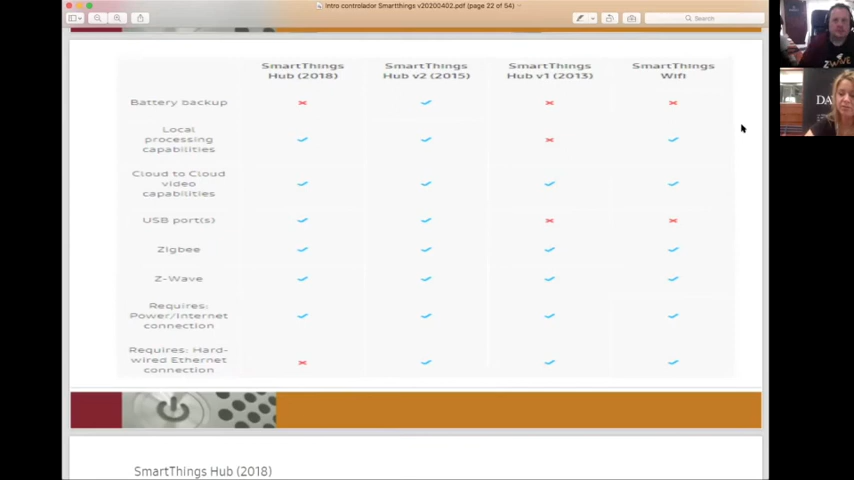 Intro controlador Smartthings v20200402.pdf (page 22 of 54)
Search
SmartThings Hub (2018)
SmartThings Hub v2 (2015)
SmartThings Hub v1 (2013)
SmartThings Wifi
Battery backup
Local
processing
capabilities
Cloud to Cloud
video
capabilities
USB port(s)
Zigbee
Z-Wave
Requires:
Power/Internet
connection
Requires: Hard-
wired Ethernet
connection
SmartThings Hub (2018)
Z WAVE
DA